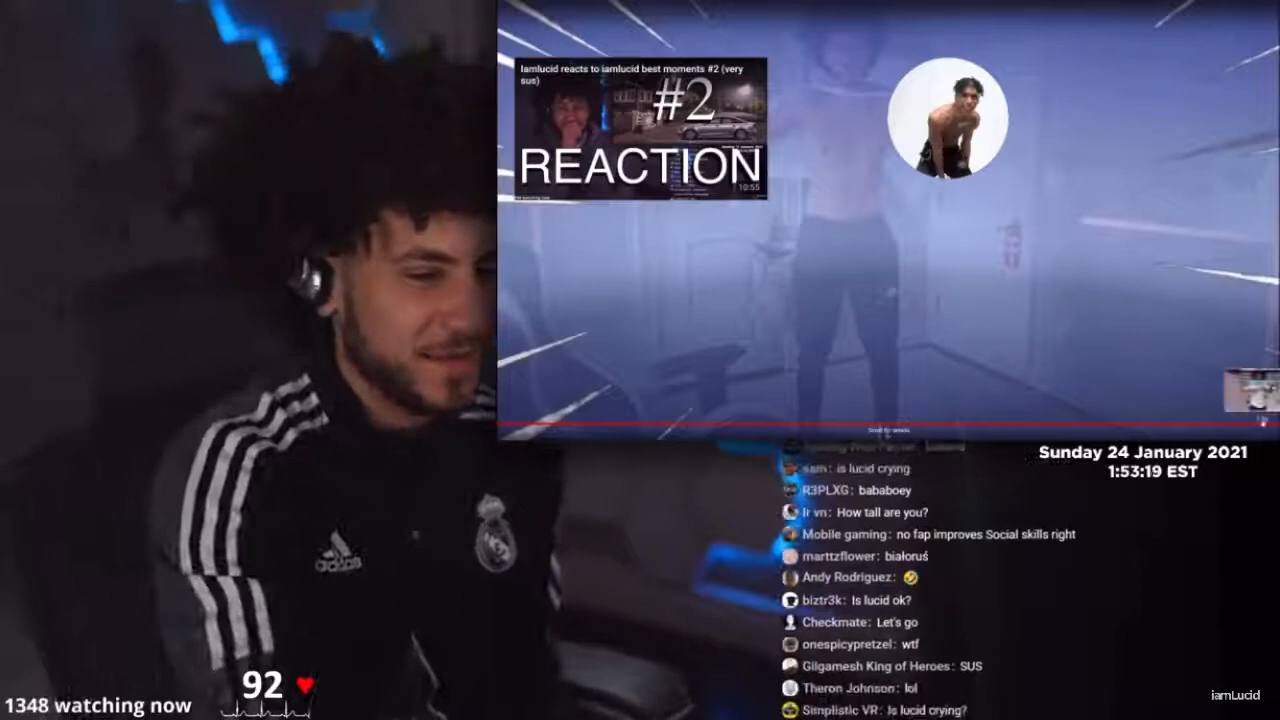 Iamlucid reacts to iamlucid best moments #2 (very
sus)
#2
REACTION
10:55
Sunday 24 January 2021
1:53:19 EST
sam: is lucid crying
R3PLXG: bababoey
Ir vn: How tall are you?
Mobile gaming: no fap improves Social skills right
marttzflower: białoruś
Andy Rodriguez: 🤣
biztr3k: Is lucid ok?
Checkmate: Let's go
onespicypretzel: wtf
Gilgamesh King of Heroes: SUS
Theron Johnson: lol
Simplistic VR: Is lucid crying?
adidas
92
1348 watching now
iamLucid